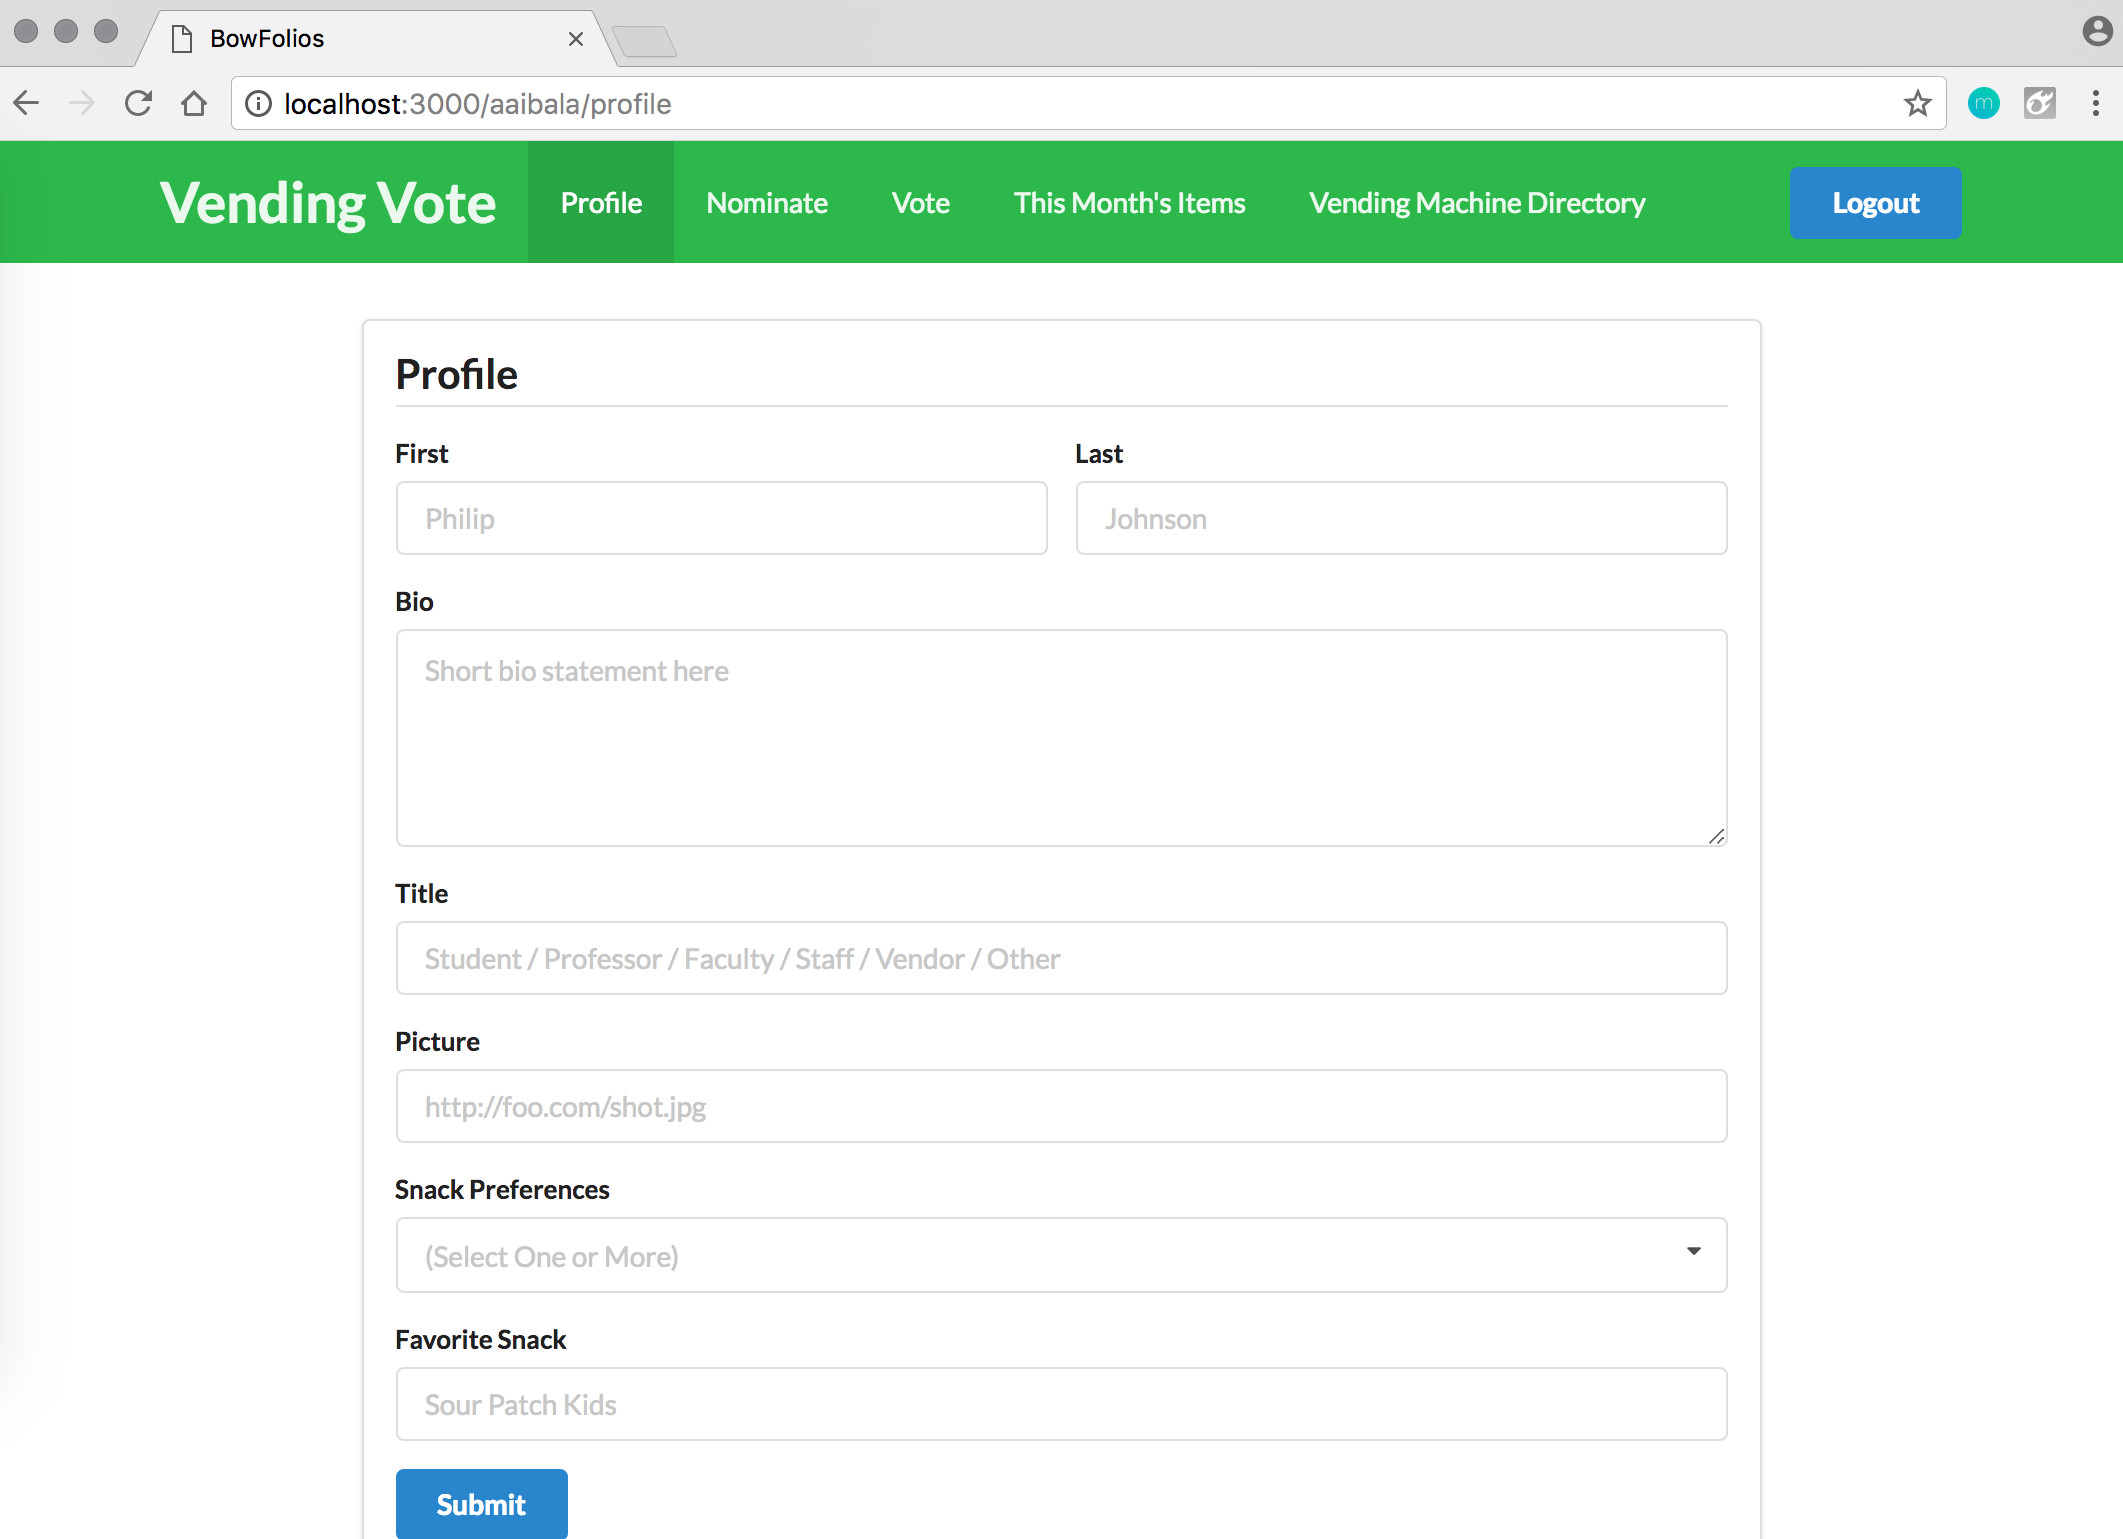 BowFolios
localhost:3000/aaibala/profile
m
Vending Vote Profile Nominate Vote This Month's Items Vending Machine Directory Logout
Profile
First Last
Philip Johnson
Bio
Short bio statement here
Title
Student / Professor / Faculty / Staff / Vendor / Other
Picture
http://foo.com/shot.jpg
Snack Preferences
(Select One or More)
Favorite Snack
Sour Patch Kids
Submit